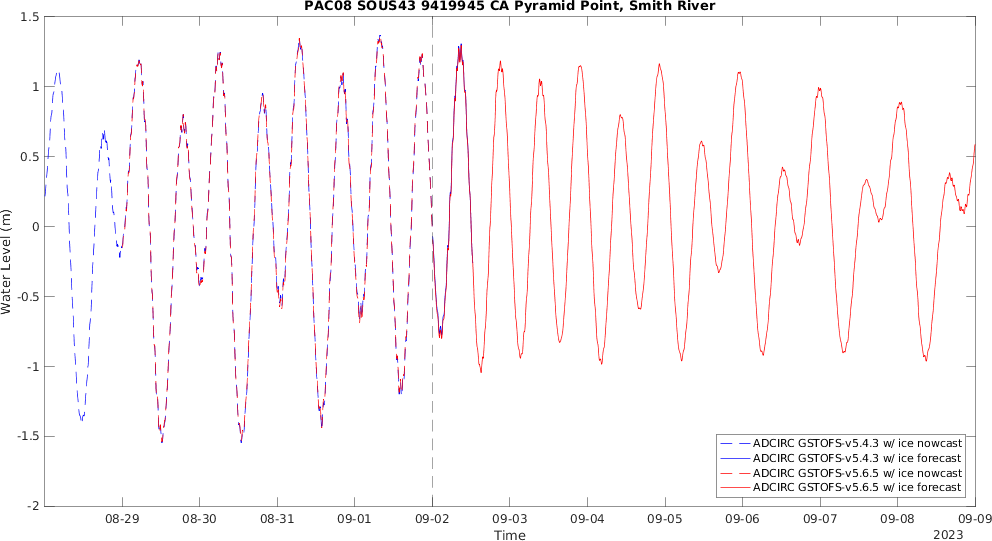 PAC08 SOUS43 9419945 CA Pyramid Point, Smith River
1.5
1
0.5
0
-0.5
-1
-1.5
-2
Water Level (m)
ADCIRC GSTOFS-v5.4.3 w/ ice nowcast
ADCIRC GSTOFS-v5.4.3 w/ ice forecast
ADCIRC GSTOFS-v5.6.5 w/ ice nowcast
ADCIRC GSTOFS-v5.6.5 w/ ice forecast
08-29 08-30 08-31 09-01 09-02 09-03 09-04 09-05 09-06 09-07 09-08 09-09
Time
2023